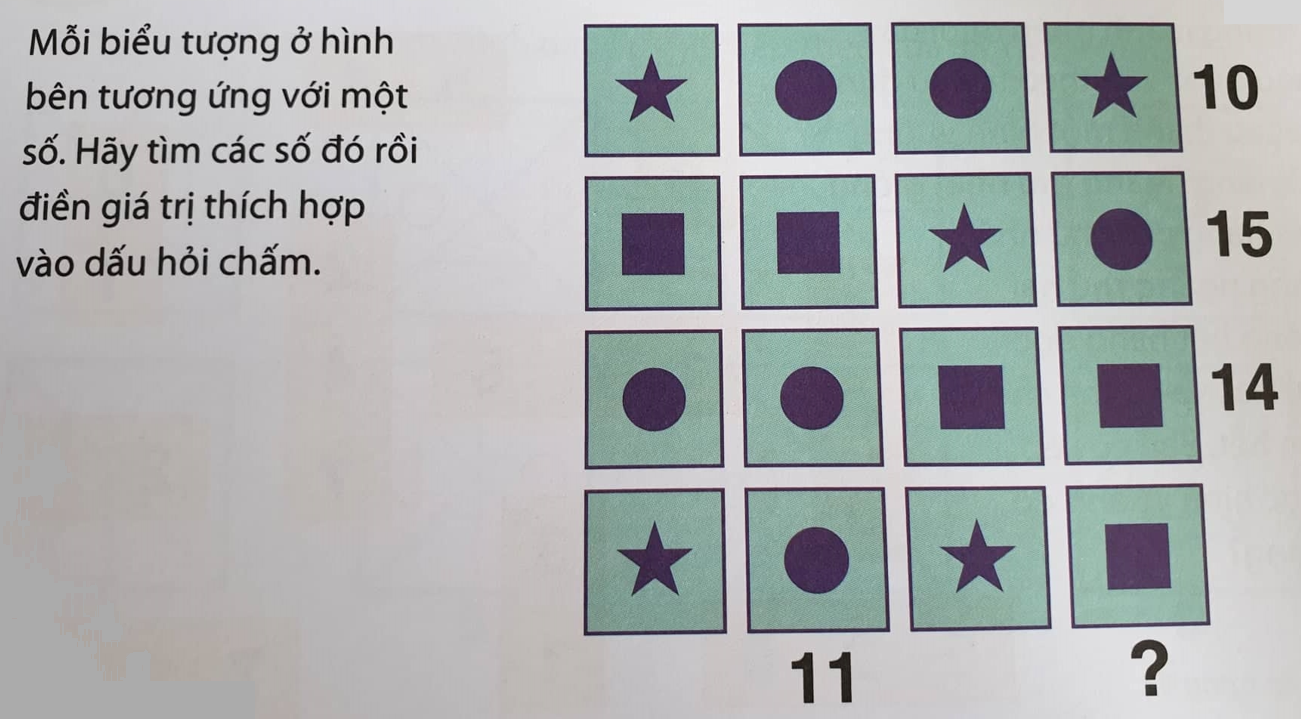 Mỗi biểu tượng ở hình
bên tương ứng với một
số. Hãy tìm các số đó rồi
điền giá trị thích hợp
vào dấu hỏi chấm.
10
15
14
11 ?